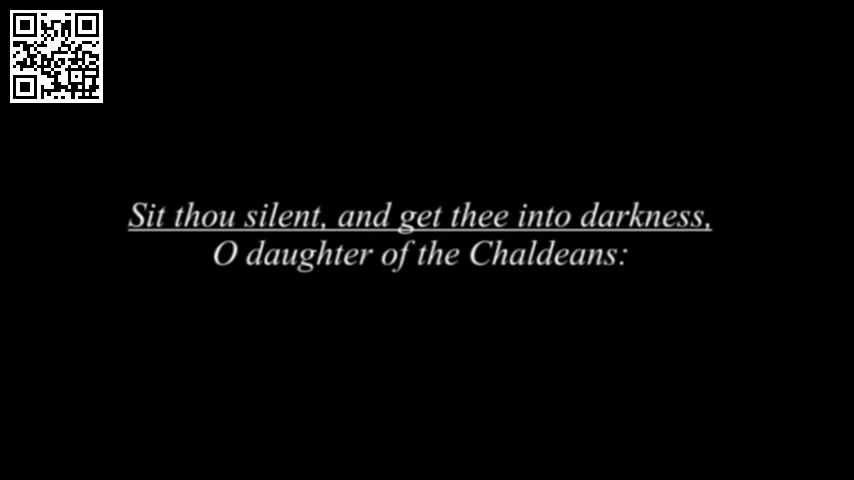 Sit thou silent, and get thee into darkness,
O daughter of the Chaldeans: